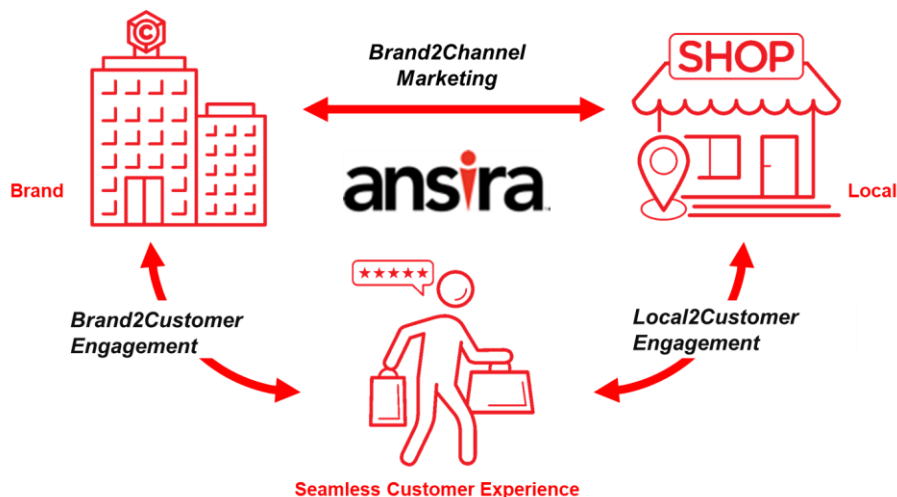 Brand2Channel
Marketing
SHOP
C
Brand
ansira
Local
Brand2Customer
Engagement
Local2Customer
Engagement
Seamless Customer Experience